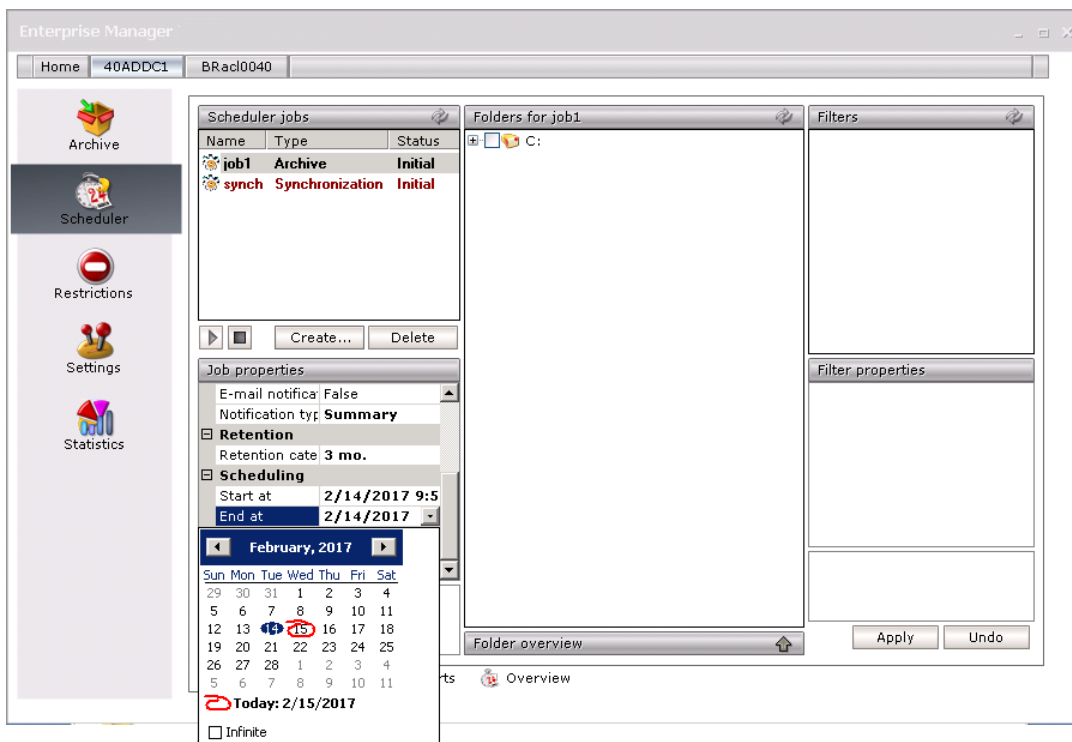 Enterprise Manager
Home 40ADDC1 BRacl0040
Archive
Scheduler
Restrictions
Settings
Statistics
Scheduler jobs
Name Type Status
job1 Archive Initial
synch Synchronization Initial
Create... Delete
Job properties
E-mail notifica False
Notification typ Summary
Retention
Retention cate 3 mo.
Scheduling
Start at 2/14/2017 9:5
End at 2/14/2017
February, 2017
Sun Mon Tue Wed Thu Fri Sat
29 30 31 1 2 3 4
5 6 7 8 9 10 11
12 13 14 15 16 17 18
19 20 21 22 23 24 25
26 27 28 1 2 3 4
5 6 7 8 9 10 11
Today: 2/15/2017
Infinite
Folders for job1
C:
Folder overview
rts Overview
Filters
Filter properties
Apply Undo